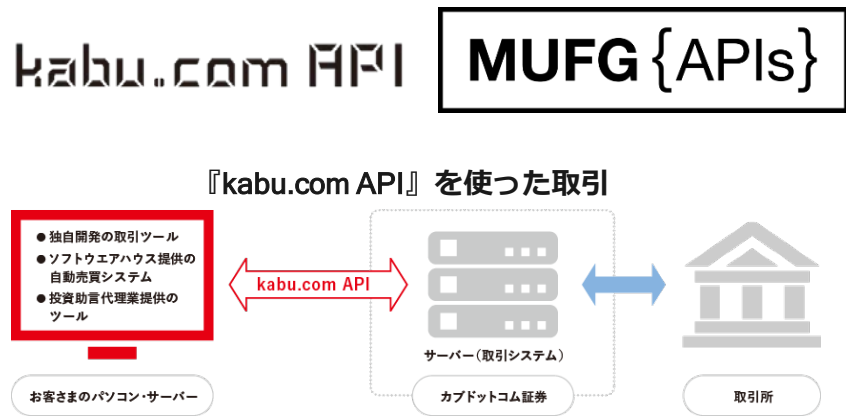 kabu.com API
MUFG {APIs}
『kabu.com API』を使った取引
● 独自開発の取引ツール
● ソフトウエアハウス提供の
自動売買システム
● 投資助言代理業提供の
ツール
kabu.com API
サーバー(取引システム)
お客さまのパソコン・サーバー
カブドットコム証券
取引所